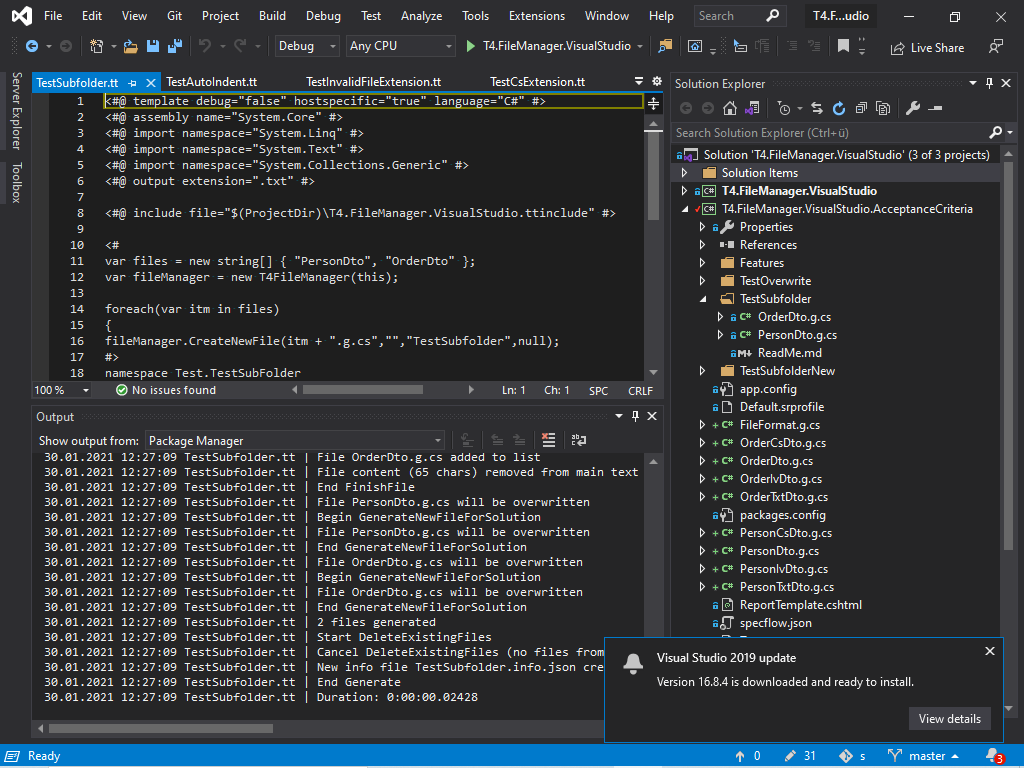 File Edit View Git Project Build Debug Test Analyze Tools Extensions Window Help Search T4.F...udio
Debug Any CPU T4.FileManager.VisualStudio Live Share
Server Explorer
Toolbox
TestSubfolder.tt TestAutoIndent.tt TestInvalidFileExtension.tt TestCsExtension.tt
1 <#@ template debug="false" hostspecific="true" language="C#" #>
2 <#@ assembly name="System.Core" #>
3 <#@ import namespace="System.Linq" #>
4 <#@ import namespace="System.Text" #>
5 <#@ import namespace="System.Collections.Generic" #>
6 <#@ output extension=".txt" #>
7
8 <#@ include file="$(ProjectDir)\T4.FileManager.VisualStudio.ttinclude" #>
9
10 <#
11 var files = new string[] { "PersonDto", "OrderDto" };
12 var fileManager = new T4FileManager(this);
13
14 foreach(var itm in files)
15 {
16 fileManager.CreateNewFile(itm + ".g.cs","","TestSubfolder",null);
17 #>
18 namespace Test.TestSubFolder
100 % No issues found Ln: 1 Ch: 1 SPC CRLF
Output
Show output from: Package Manager
30.01.2021 12:27:09 TestSubfolder.tt | File OrderDto.g.cs added to list
30.01.2021 12:27:09 TestSubfolder.tt | File content (65 chars) removed from main text
30.01.2021 12:27:09 TestSubfolder.tt | End FinishFile
30.01.2021 12:27:09 TestSubfolder.tt | File PersonDto.g.cs will be overwritten
30.01.2021 12:27:09 TestSubfolder.tt | Begin GenerateNewFileForSolution
30.01.2021 12:27:09 TestSubfolder.tt | File PersonDto.g.cs will be overwritten
30.01.2021 12:27:09 TestSubfolder.tt | End GenerateNewFileForSolution
30.01.2021 12:27:09 TestSubfolder.tt | File OrderDto.g.cs will be overwritten
30.01.2021 12:27:09 TestSubfolder.tt | Begin GenerateNewFileForSolution
30.01.2021 12:27:09 TestSubfolder.tt | File OrderDto.g.cs will be overwritten
30.01.2021 12:27:09 TestSubfolder.tt | End GenerateNewFileForSolution
30.01.2021 12:27:09 TestSubfolder.tt | 2 files generated
30.01.2021 12:27:09 TestSubfolder.tt | Start DeleteExistingFiles
30.01.2021 12:27:09 TestSubfolder.tt | Cancel DeleteExistingFiles (no files from
30.01.2021 12:27:09 TestSubfolder.tt | New info file TestSubfolder.info.json cre
30.01.2021 12:27:09 TestSubfolder.tt | End Generate
30.01.2021 12:27:09 TestSubfolder.tt | Duration: 0:00:00.02428
Solution Explorer
Search Solution Explorer (Ctrl+ü)
Solution 'T4.FileManager.VisualStudio' (3 of 3 projects)
Solution Items
C# T4.FileManager.VisualStudio
C# T4.FileManager.VisualStudio.AcceptanceCriteria
Properties
References
Features
TestOverwrite
TestSubfolder
C# OrderDto.g.cs
C# PersonDto.g.cs
M ReadMe.md
TestSubfolderNew
app.config
Default.srprofile
C# FileFormat.g.cs
C# OrderCsDto.g.cs
C# OrderDto.g.cs
C# OrderIvDto.g.cs
C# OrderTxtDto.g.cs
packages.config
C# PersonCsDto.g.cs
C# PersonDto.g.cs
C# PersonIvDto.g.cs
C# PersonTxtDto.g.cs
ReportTemplate.cshtml
specflow.json
Visual Studio 2019 update
Version 16.8.4 is downloaded and ready to install.
View details
Ready 0 31 s master 3